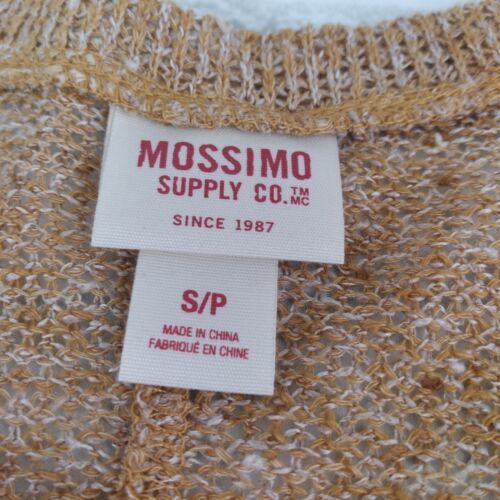 MOSSIMO
SUPPLY CO.™ MC
SINCE 1987
S/P
MADE IN CHINA
FABRIQUÉ EN CHINE